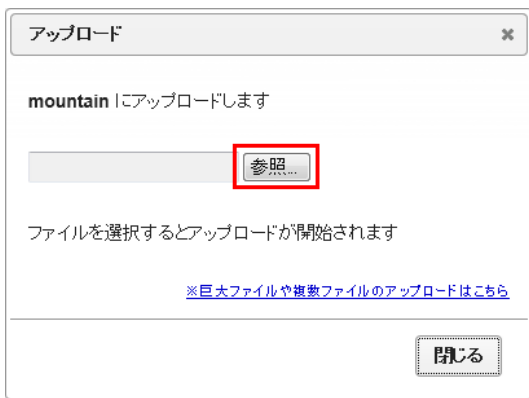 アップロード
mountain にアップロードします
参照...
ファイルを選択するとアップロードが開始されます
※巨大ファイルや複数ファイルのアップロードはこちら
閉じる